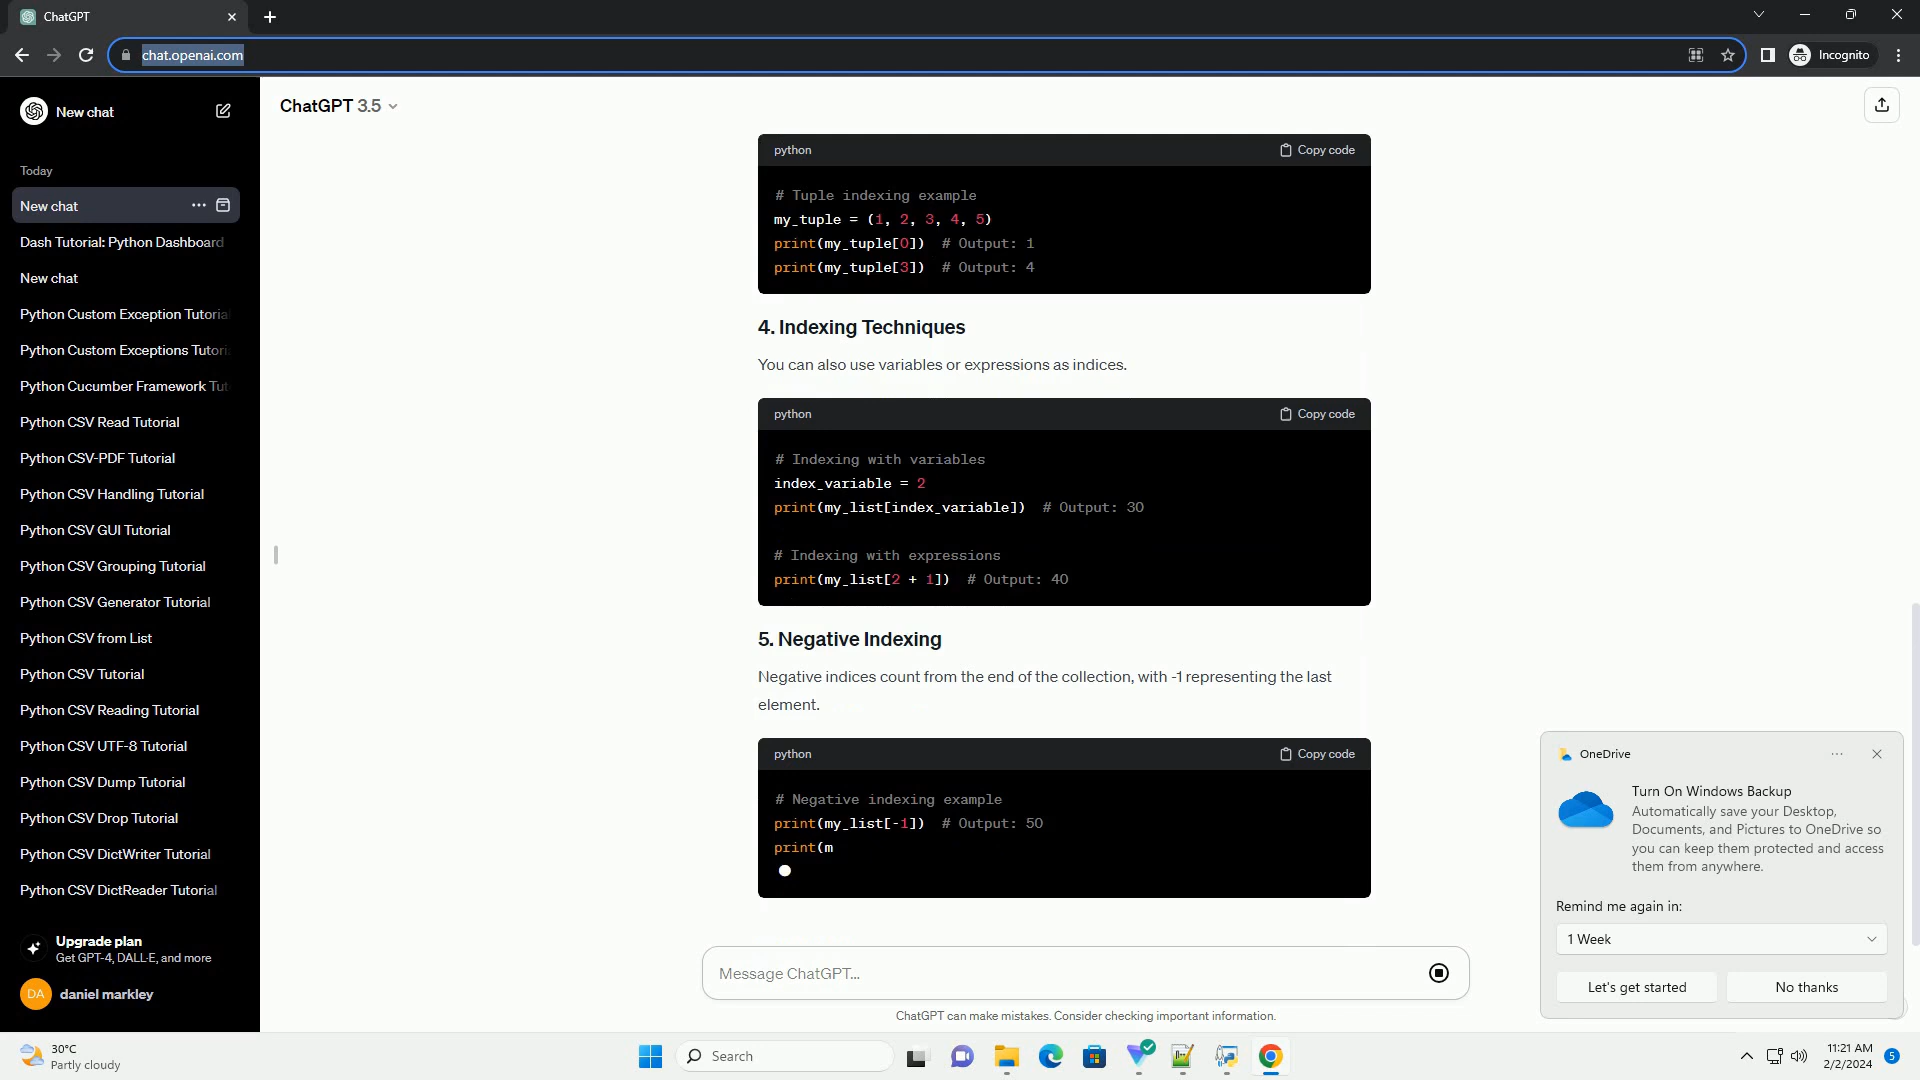 ChatGPT
chat.openai.com
Incognito
New chat
Today
New chat
Dash Tutorial: Python Dashboard
New chat
Python Custom Exception Tutoria
Python Custom Exceptions Tutori
Python Cucumber Framework Tut
Python CSV Read Tutorial
Python CSV-PDF Tutorial
Python CSV Handling Tutorial
Python CSV GUI Tutorial
Python CSV Grouping Tutorial
Python CSV Generator Tutorial
Python CSV from List
Python CSV Tutorial
Python CSV Reading Tutorial
Python CSV UTF-8 Tutorial
Python CSV Dump Tutorial
Python CSV Drop Tutorial
Python CSV DictWriter Tutorial
Python CSV DictReader Tutorial
Upgrade plan
Get GPT-4, DALL·E, and more
DA daniel markley
ChatGPT 3.5
python Copy code
# Tuple indexing example
my_tuple = (1, 2, 3, 4, 5)
print(my_tuple[0])  # Output: 1
print(my_tuple[3])  # Output: 4
4. Indexing Techniques
You can also use variables or expressions as indices.
python Copy code
# Indexing with variables
index_variable = 2
print(my_list[index_variable])  # Output: 30
# Indexing with expressions
print(my_list[2 + 1])  # Output: 40
5. Negative Indexing
Negative indices count from the end of the collection, with -1 representing the last
element.
python Copy code
# Negative indexing example
print(my_list[-1])  # Output: 50
print(m
Message ChatGPT...
ChatGPT can make mistakes. Consider checking important information.
OneDrive
Turn On Windows Backup
Automatically save your Desktop,
Documents, and Pictures to OneDrive so
you can keep them protected and access
them from anywhere.
Remind me again in:
1 Week
Let's get started
No thanks
30°C
Partly cloudy
Search
11:21 AM
2/2/2024
5